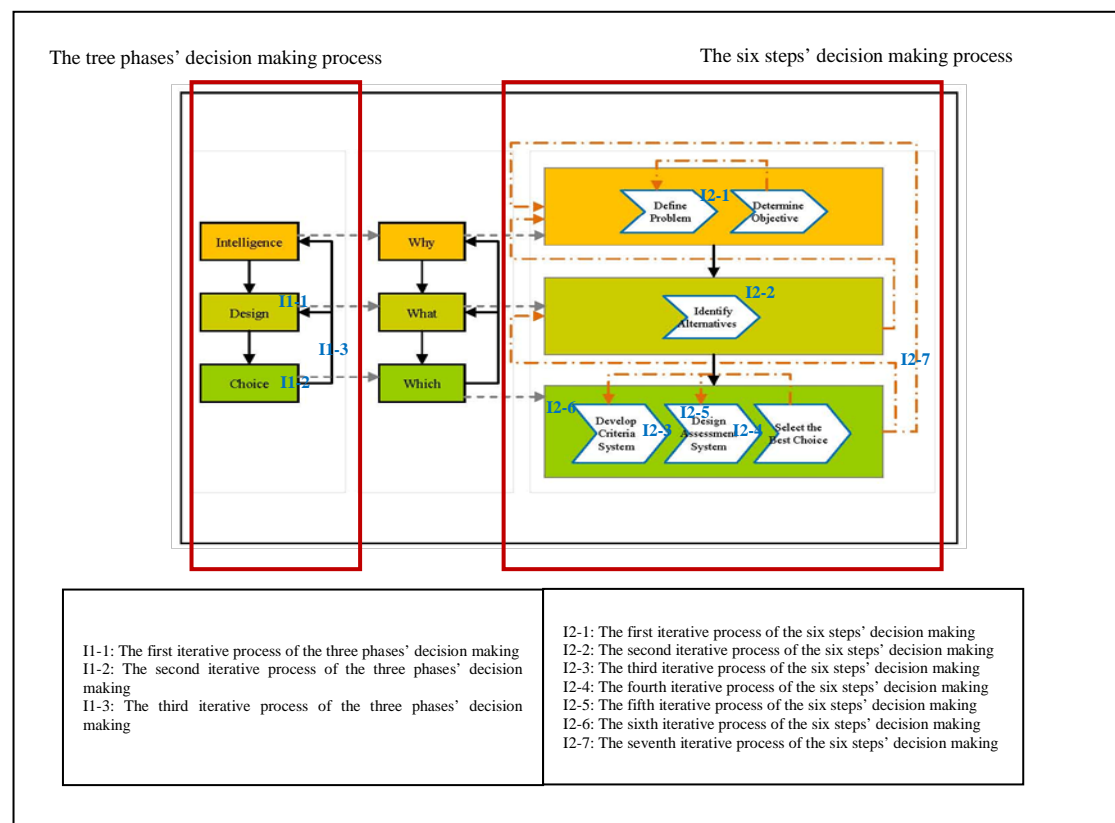 The tree phases’ decision making process
The six steps’ decision making process
Intelligence
Design
Choice
I1-1
I1-2
I1-3
Why
What
Which
Define
Problem
I2-1
Determine
Objective
I2-2
Identify
Alternatives
I2-7
I2-6
Develop
Criteria
System
I2-3
I2-5
Design
Assessment
System
I2-4
Select the
Best Choice
I1-1: The first iterative process of the three phases’ decision making
I1-2: The second iterative process of the three phases’ decision
making
I1-3: The third iterative process of the three phases’ decision
making
I2-1: The first iterative process of the six steps’ decision making
I2-2: The second iterative process of the six steps’ decision making
I2-3: The third iterative process of the six steps’ decision making
I2-4: The fourth iterative process of the six steps’ decision making
I2-5: The fifth iterative process of the six steps’ decision making
I2-6: The sixth iterative process of the six steps’ decision making
I2-7: The seventh iterative process of the six steps’ decision making